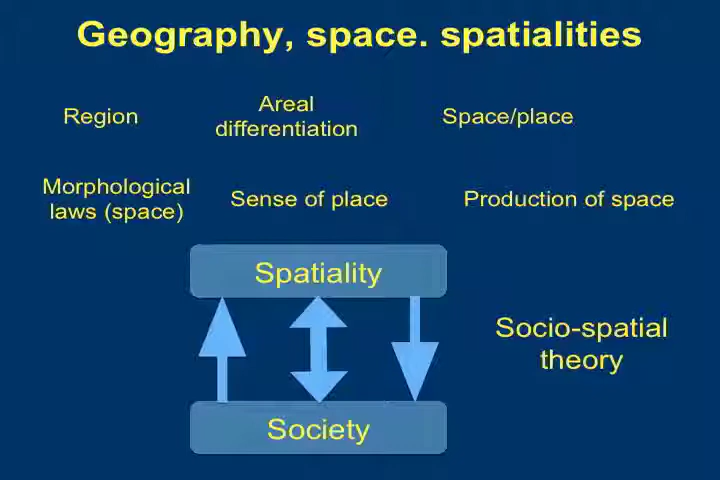 Geography, space. spatialities
Region
Areal
differentiation
Space/place
Morphological
laws (space)
Sense of place
Production of space
Spatiality
Socio-spatial
theory
Society